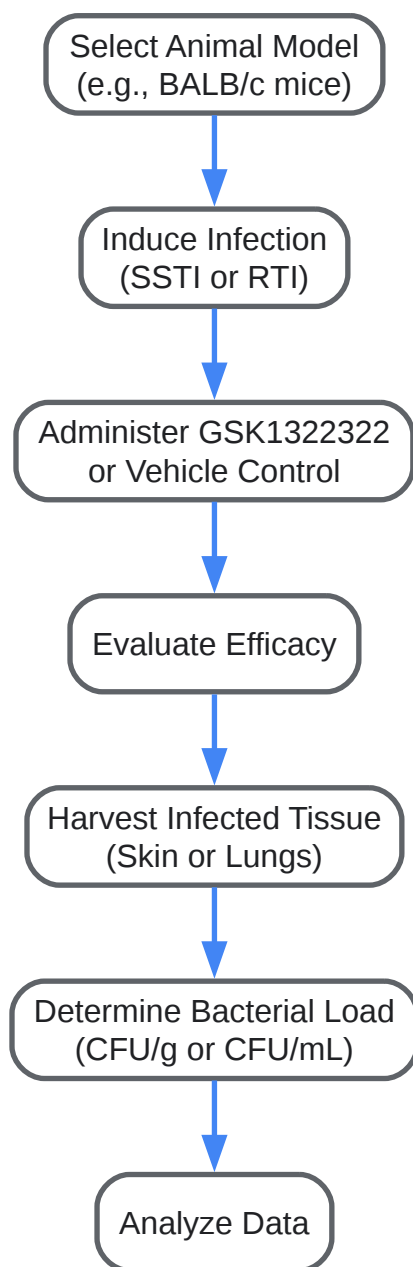 Select Animal Model
(e.g., BALB/c mice)
Induce Infection
(SSTI or RTI)
Administer GSK1322322
or Vehicle Control
Evaluate Efficacy
Harvest Infected Tissue
(Skin or Lungs)
Determine Bacterial Load
(CFU/g or CFU/mL)
Analyze Data